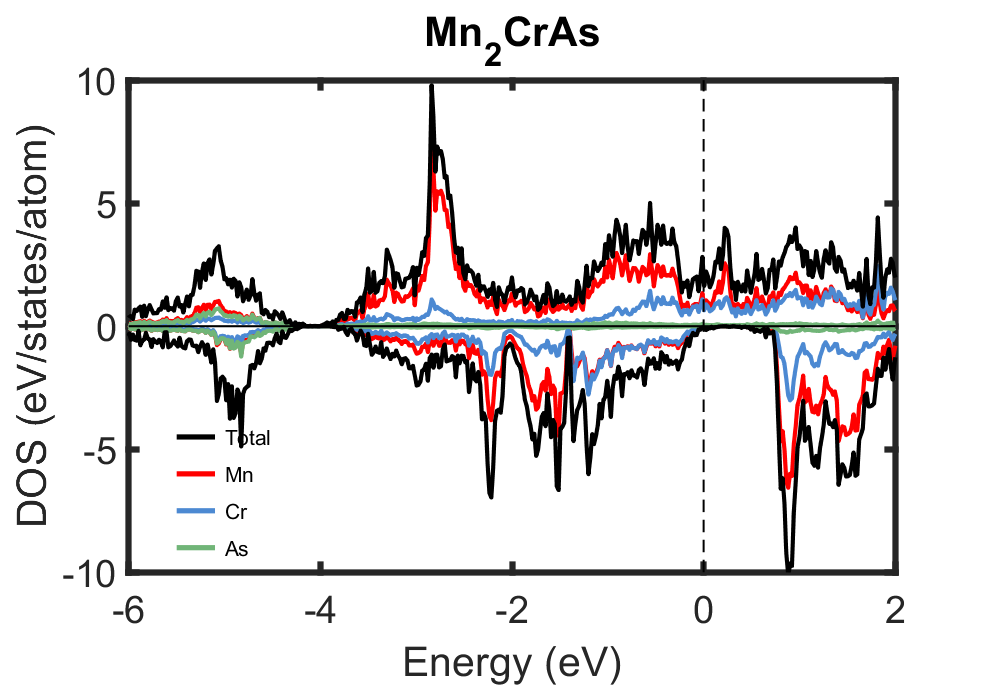 Mn2CrAs
10
5
0
-5
-10
DOS (eV/states/atom)
Total
Mn
Cr
As
-6 -4 -2 0 2
Energy (eV)